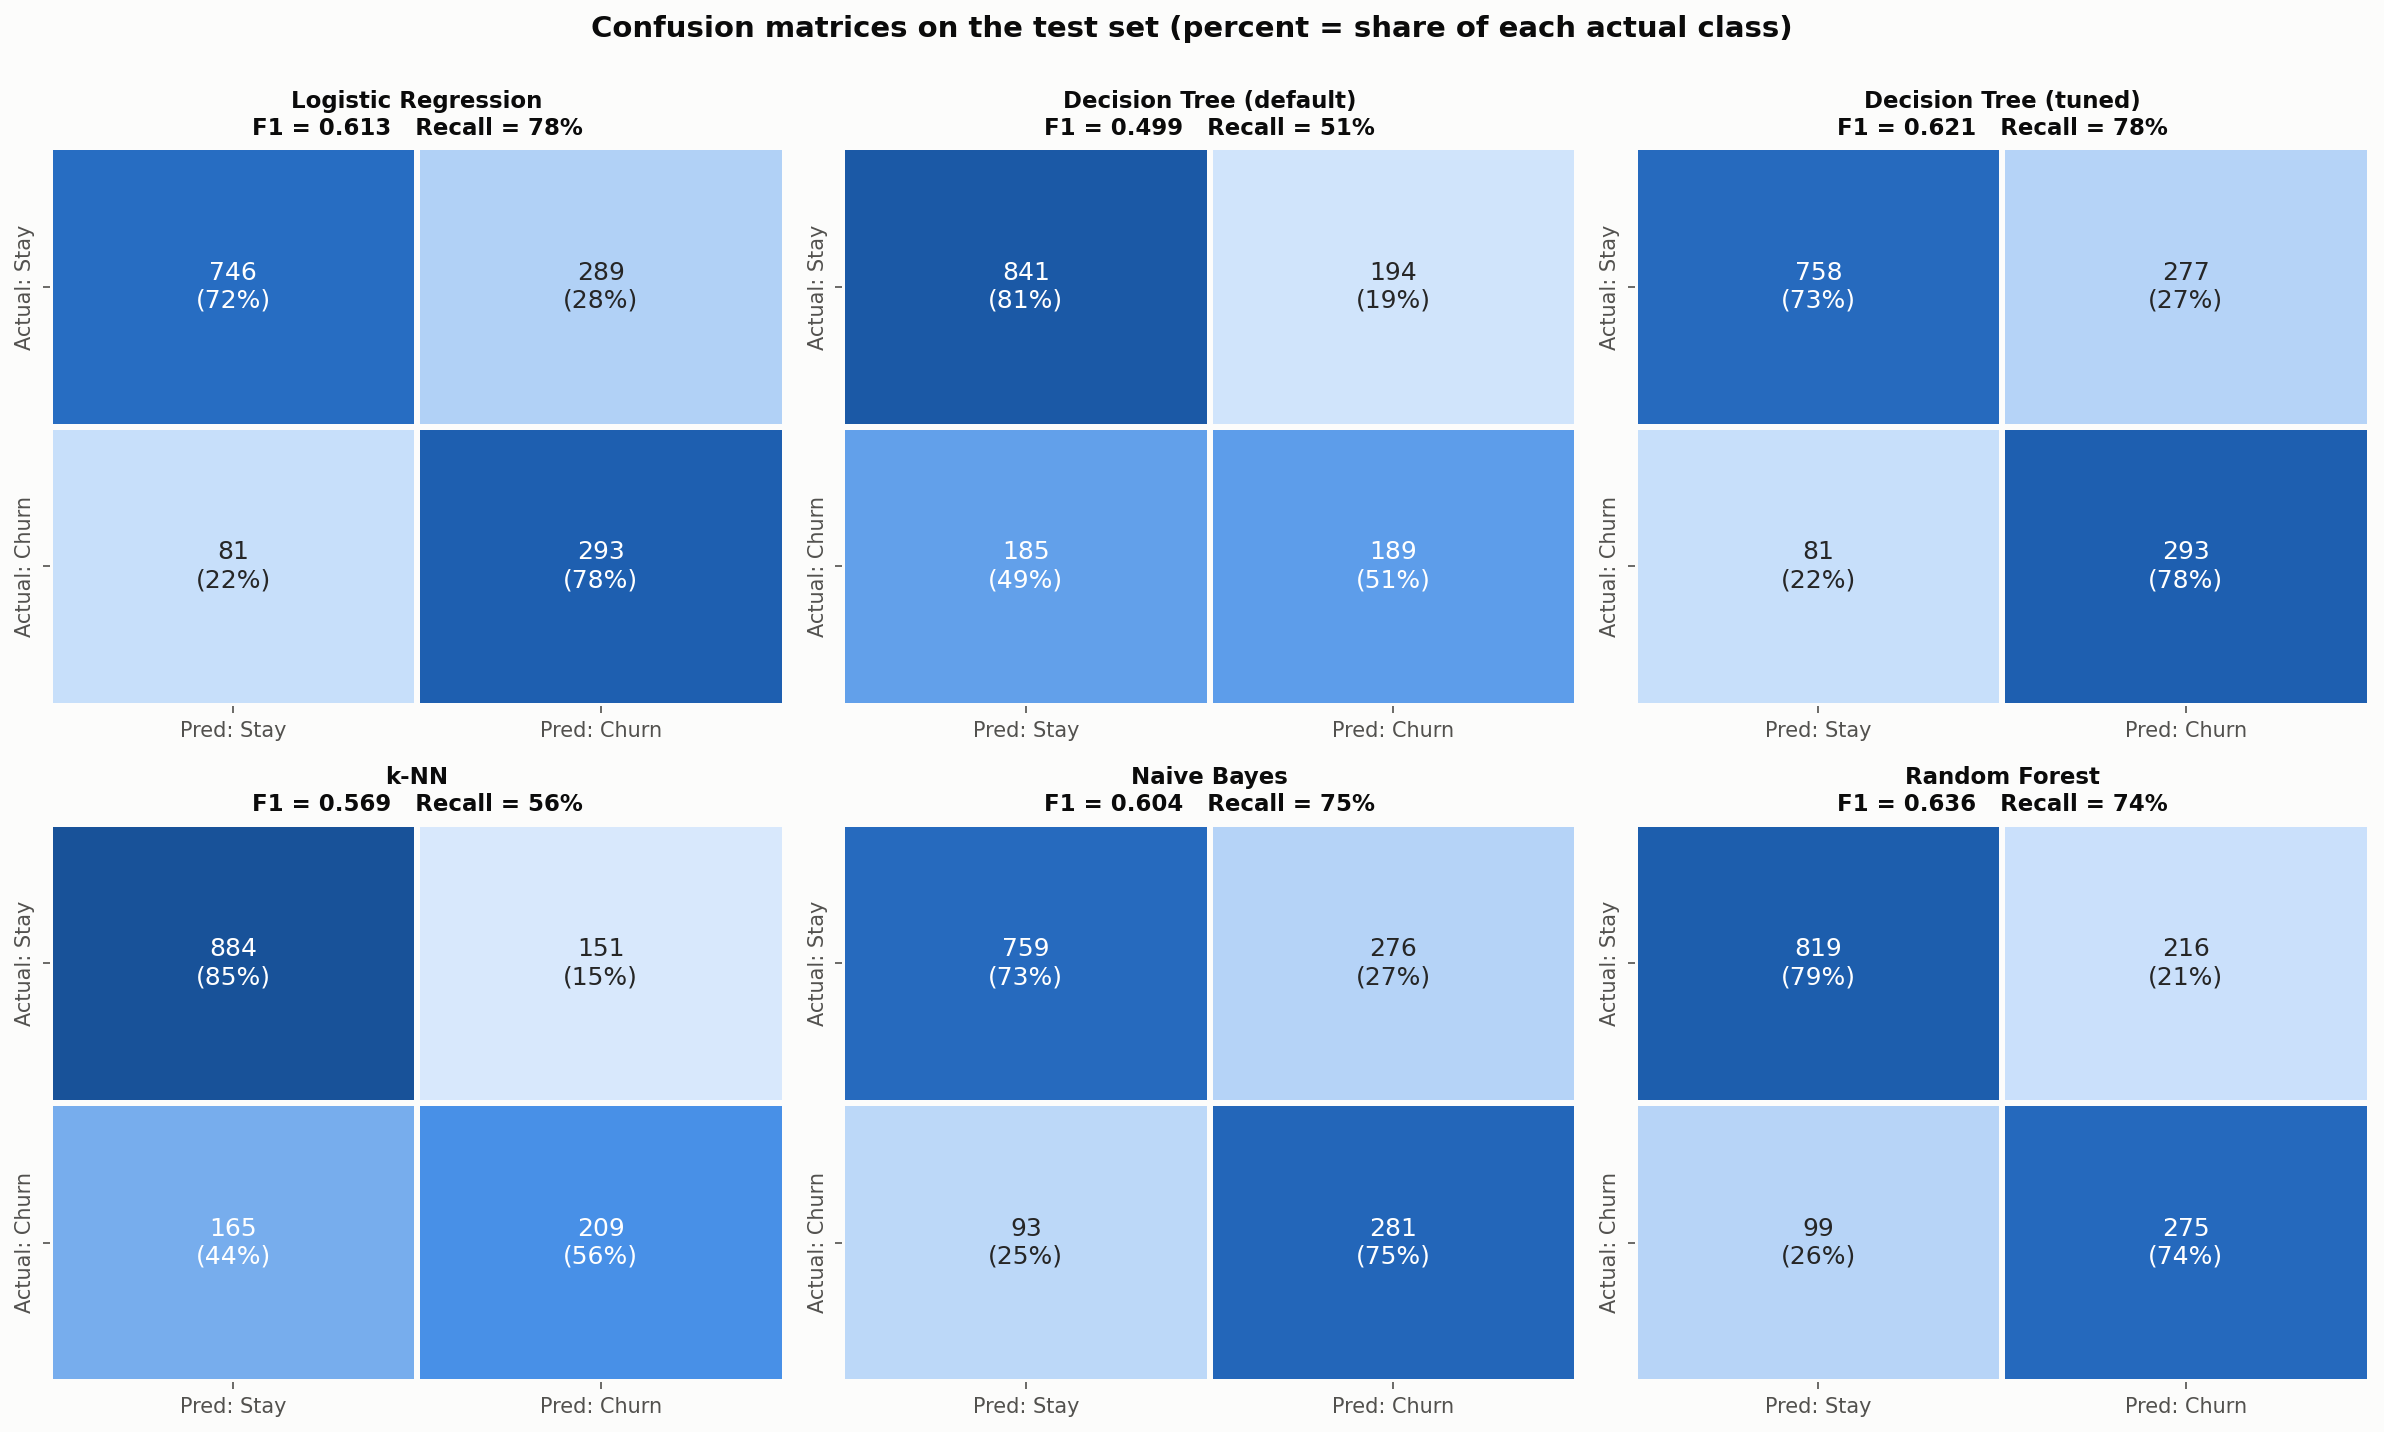 Confusion matrices on the test set (percent = share of each actual class)
Logistic Regression
F1 = 0.613   Recall = 78%
Actual: Stay
746
(72%)
289
(28%)
Actual: Churn
81
(22%)
293
(78%)
Pred: Stay
Pred: Churn
Decision Tree (default)
F1 = 0.499   Recall = 51%
Actual: Stay
841
(81%)
194
(19%)
Actual: Churn
185
(49%)
189
(51%)
Pred: Stay
Pred: Churn
Decision Tree (tuned)
F1 = 0.621   Recall = 78%
Actual: Stay
758
(73%)
277
(27%)
Actual: Churn
81
(22%)
293
(78%)
Pred: Stay
Pred: Churn
k-NN
F1 = 0.569   Recall = 56%
Actual: Stay
884
(85%)
151
(15%)
Actual: Churn
165
(44%)
209
(56%)
Pred: Stay
Pred: Churn
Naive Bayes
F1 = 0.604   Recall = 75%
Actual: Stay
759
(73%)
276
(27%)
Actual: Churn
93
(25%)
281
(75%)
Pred: Stay
Pred: Churn
Random Forest
F1 = 0.636   Recall = 74%
Actual: Stay
819
(79%)
216
(21%)
Actual: Churn
99
(26%)
275
(74%)
Pred: Stay
Pred: Churn